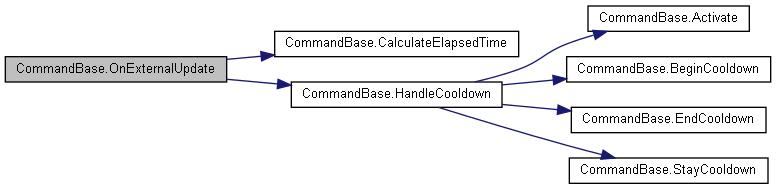 CommandBase.OnExternalUpdate
CommandBase.CalculateElapsedTime
CommandBase.HandleCooldown
CommandBase.Activate
CommandBase.BeginCooldown
CommandBase.EndCooldown
CommandBase.StayCooldown